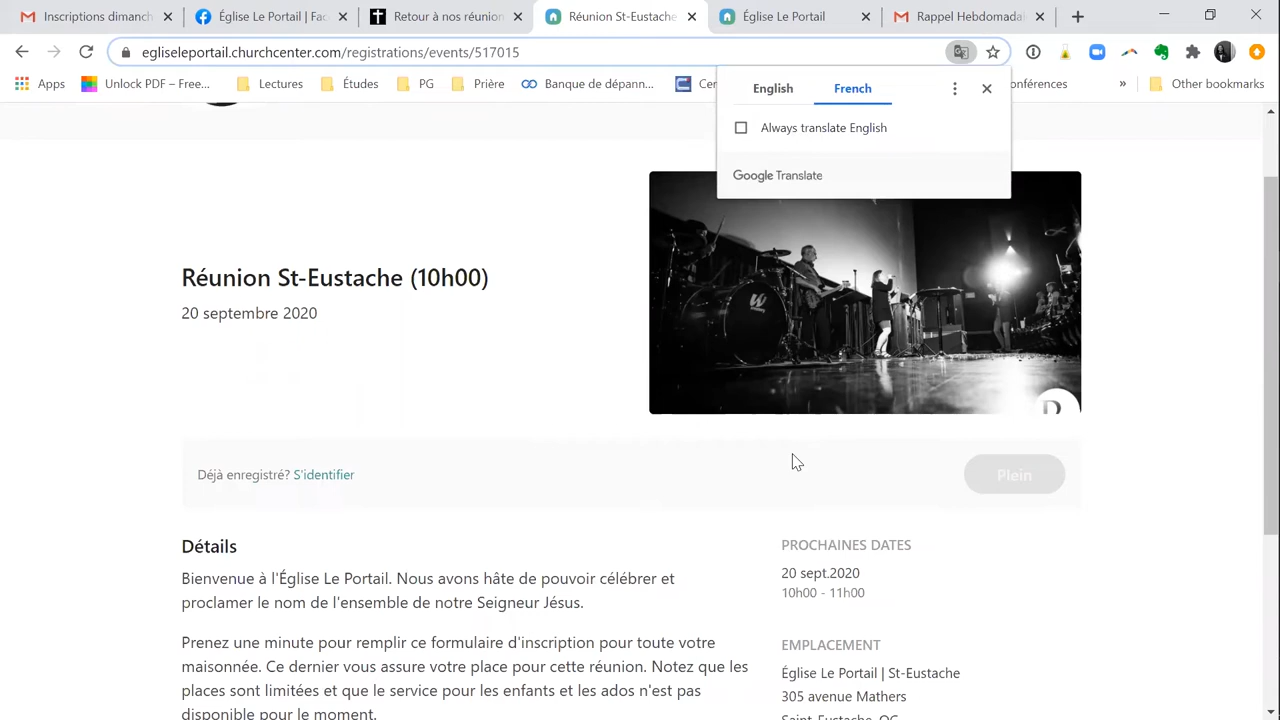 Inscriptions dimanch
Église Le Portail | Fac
Retour à nos réunion
Réunion St-Eustache
Église Le Portail
Rappel Hebdomada
egliseleportail.churchcenter.com/registrations/events/517015
Apps
Unlock PDF – Free...
Lectures
Études
PG
Prière
Banque de dépann...
Cen
onférences
»
Other bookmarks
English
French
Always translate English
Google Translate
Réunion St-Eustache (10h00)
20 septembre 2020
Déjà enregistré? S'identifier
Plein
Détails
Bienvenue à l'Église Le Portail. Nous avons hâte de pouvoir célébrer et
proclamer le nom de l'ensemble de notre Seigneur Jésus.
Prenez une minute pour remplir ce formulaire d'inscription pour toute votre
maisonnée. Ce dernier vous assure votre place pour cette réunion. Notez que les
places sont limitées et que le service pour les enfants et les ados n'est pas
disponible pour le moment.
PROCHAINES DATES
20 sept.2020
10h00 - 11h00
EMPLACEMENT
Église Le Portail | St-Eustache
305 avenue Mathers
Saint-Eustache, QC